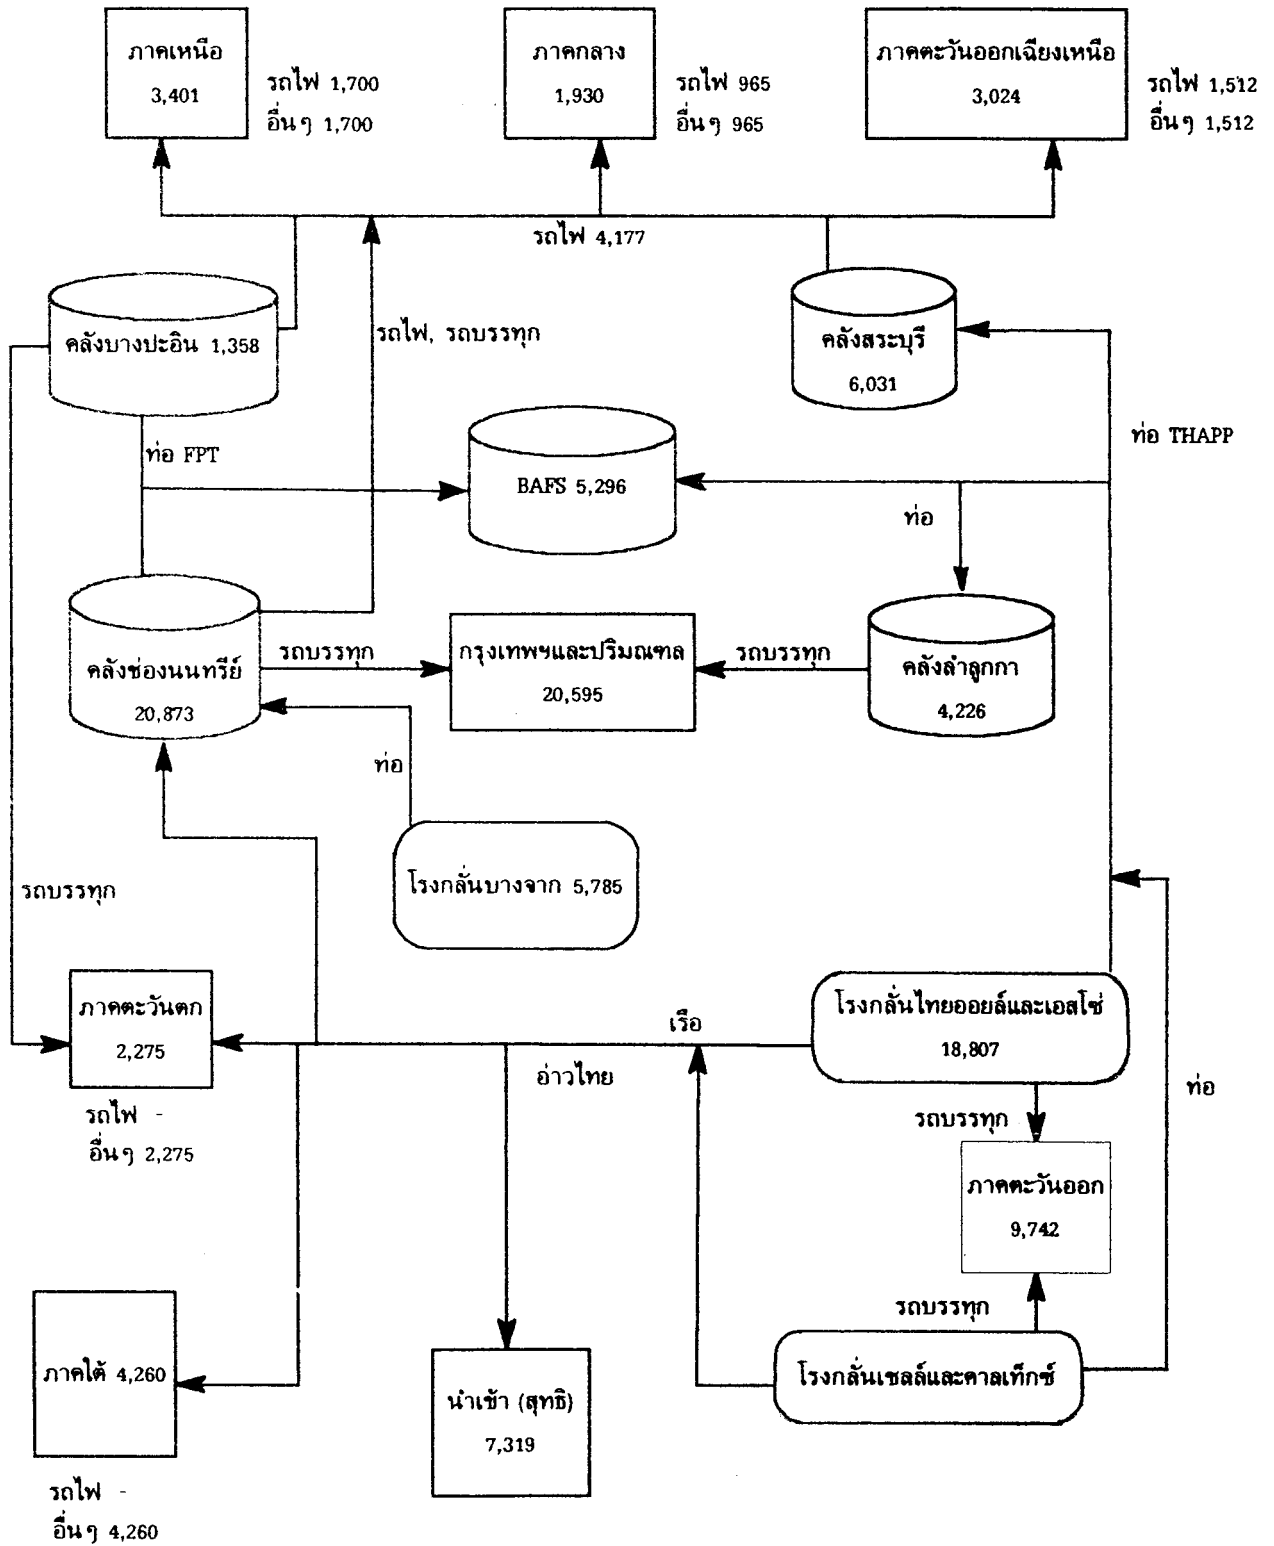 ภาคเหนือ
3,401
รถไฟ 1,700
อื่นๆ 1,700
ภาคกลาง
1,930
รถไฟ 965
อื่นๆ 965
ภาคตะวันออกเฉียงเหนือ
3,024
รถไฟ 1,512
อื่นๆ 1,512
รถไฟ 4,177
คลังบางปะอิน 1,358
รถไฟ, รถบรรทุก
คลังสระบุรี
6,031
ท่อ THAPP
ท่อ FPT
BAFS 5,296
ท่อ
คลังช่องนนทรีย์
20,873
รถบรรทุก
กรุงเทพฯและปริมณฑล
20,595
รถบรรทุก
คลังลำลูกกา
4,226
ท่อ
โรงกลั่นบางจาก 5,785
รถบรรทุก
ภาคตะวันตก
2,275
รถไฟ -
อื่นๆ 2,275
เรือ
อ่าวไทย
โรงกลั่นไทยออยล์และเอสโซ่
18,807
ท่อ
รถบรรทุก
ภาคตะวันออก
9,742
รถบรรทุก
โรงกลั่นเชลล์และคาลเท็กซ์
ภาคใต้ 4,260
รถไฟ -
อื่นๆ 4,260
นำเข้า (สุทธิ)
7,319